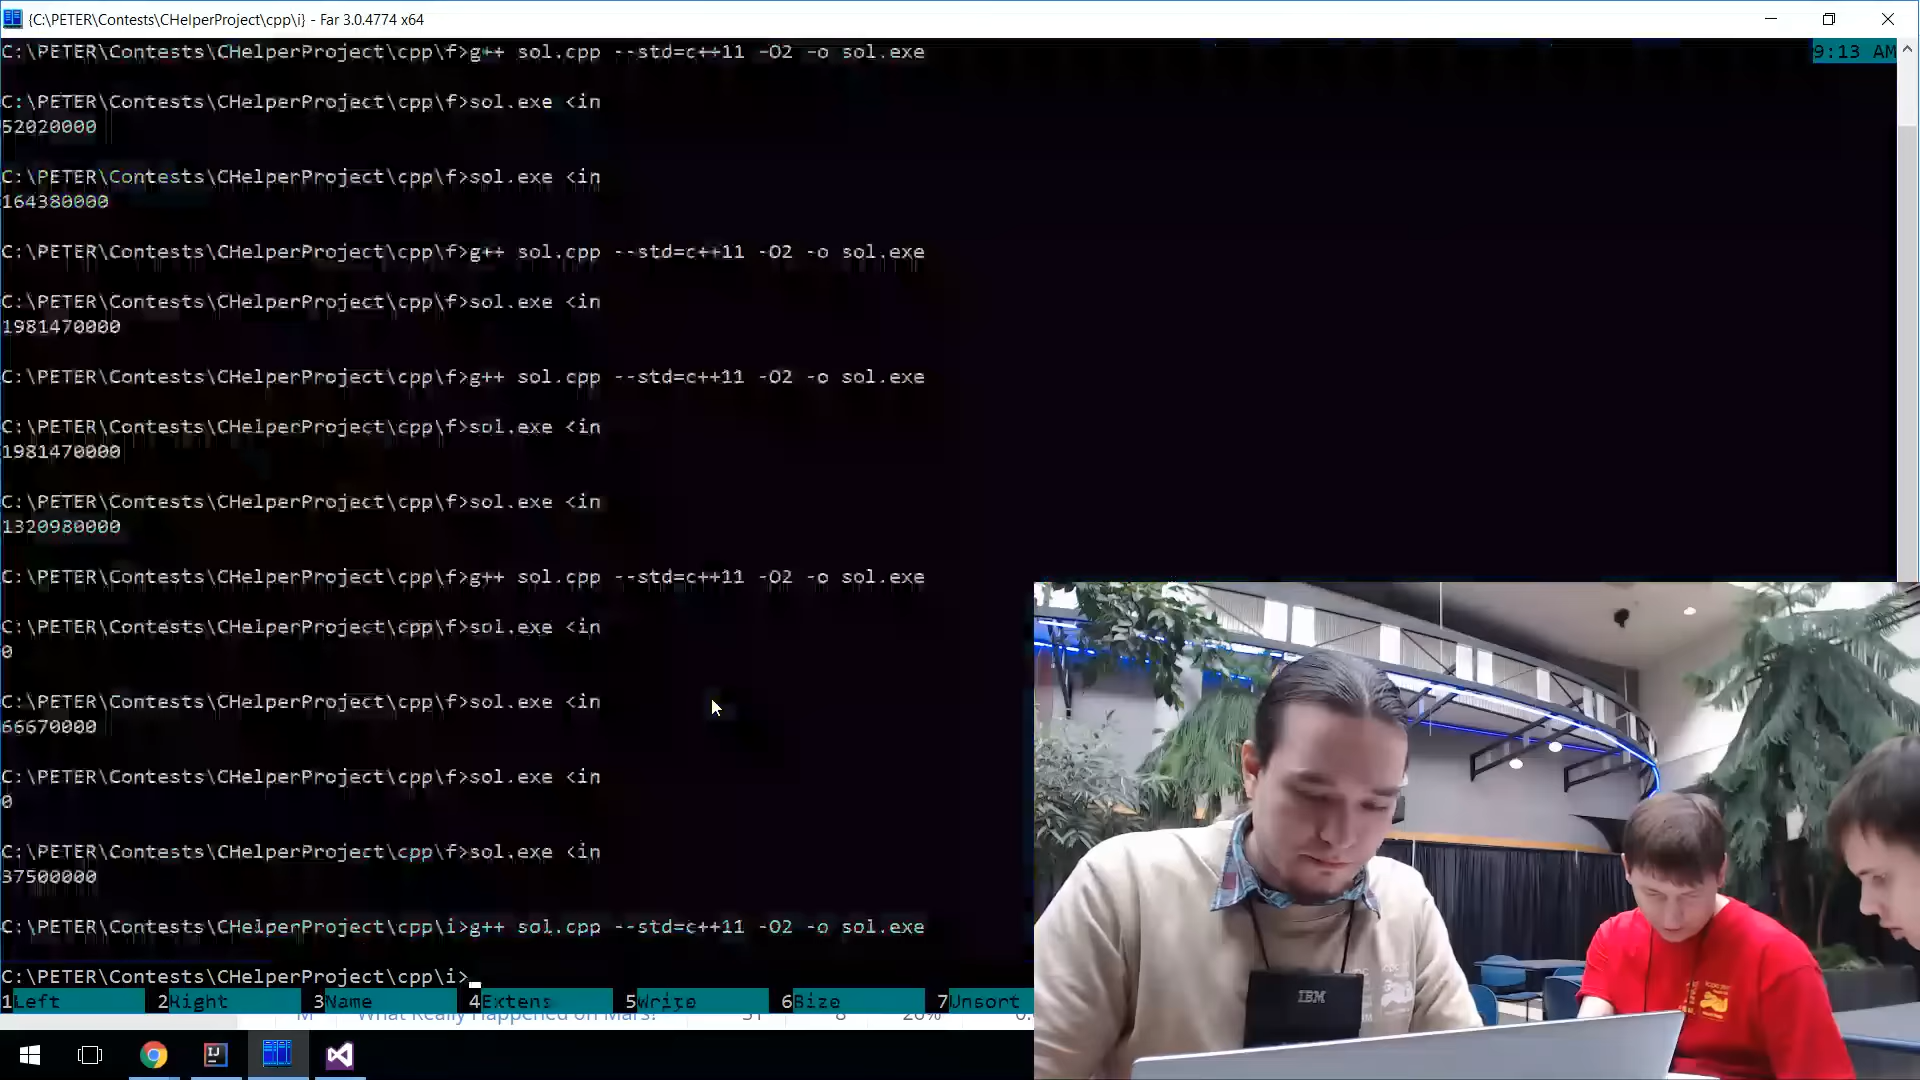 {C:\PETER\Contests\CHelperProject\cpp\i} - Far 3.0.4774 x64
C:\PETER\Contests\CHelperProject\cpp\f>g++ sol.cpp --std=c++11 -O2 -o sol.exe
9:13 AM
C:\PETER\Contests\CHelperProject\cpp\f>sol.exe <in
52020000
C:\PETER\Contests\CHelperProject\cpp\f>sol.exe <in
164380000
C:\PETER\Contests\CHelperProject\cpp\f>g++ sol.cpp --std=c++11 -O2 -o sol.exe
C:\PETER\Contests\CHelperProject\cpp\f>sol.exe <in
1981470000
C:\PETER\Contests\CHelperProject\cpp\f>g++ sol.cpp --std=c++11 -O2 -o sol.exe
C:\PETER\Contests\CHelperProject\cpp\f>sol.exe <in
1981470000
C:\PETER\Contests\CHelperProject\cpp\f>sol.exe <in
1320980000
C:\PETER\Contests\CHelperProject\cpp\f>g++ sol.cpp --std=c++11 -O2 -o sol.exe
C:\PETER\Contests\CHelperProject\cpp\f>sol.exe <in
0
C:\PETER\Contests\CHelperProject\cpp\f>sol.exe <in
66670000
C:\PETER\Contests\CHelperProject\cpp\f>sol.exe <in
0
C:\PETER\Contests\CHelperProject\cpp\f>sol.exe <in
37500000
C:\PETER\Contests\CHelperProject\cpp\i>g++ sol.cpp --std=c++11 -O2 -o sol.exe
C:\PETER\Contests\CHelperProject\cpp\i>
1Left 2Right 3Name 4Extens 5Write 6Size 7Unsort
What Really Happened on Mars?
IBM
IJ